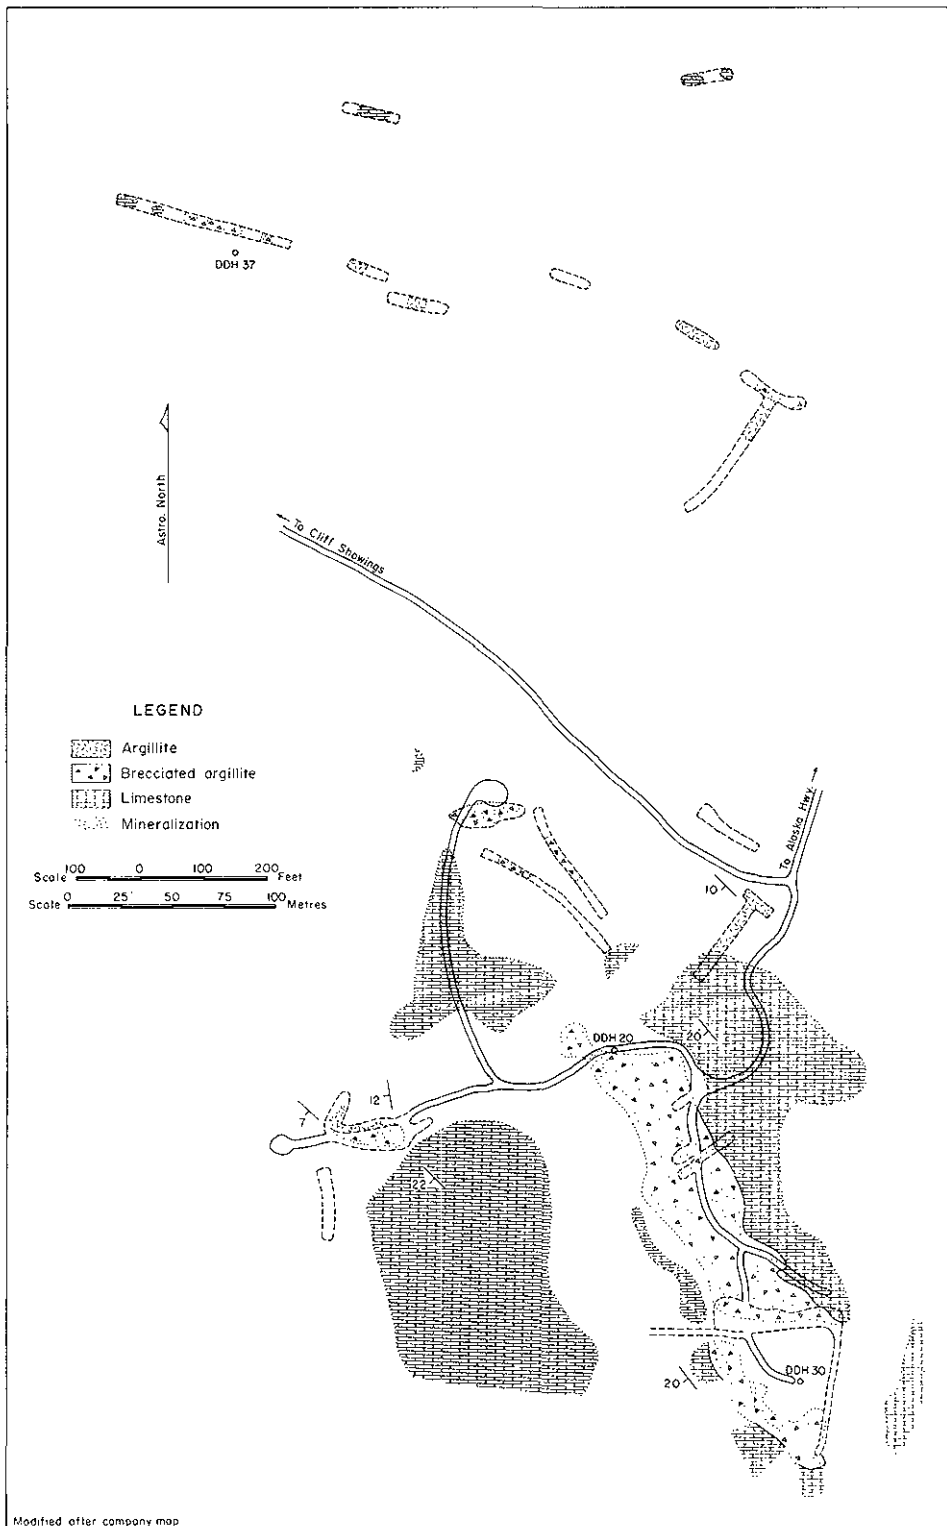 DDH 37
Astro. North
To Cliff Showings
LEGEND
Argillite
Brecciated argillite
Limestone
Mineralization
Scale 100 0 100 200 Feet
Scale 0 25 50 75 100 Metres
To Alaska Hwy.
10
20
DDH 20
12
7
22
20
DDH 30
Modified after company map